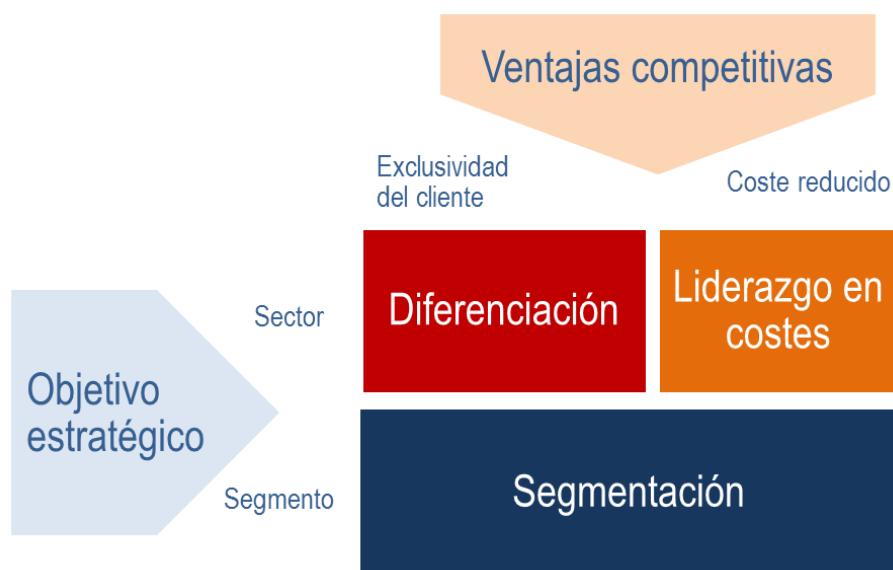 Ventajas competitivas
Exclusividad
del cliente
Coste reducido
Sector
Diferenciación
Liderazgo en
costes
Objetivo
estratégico
Segmento
Segmentación